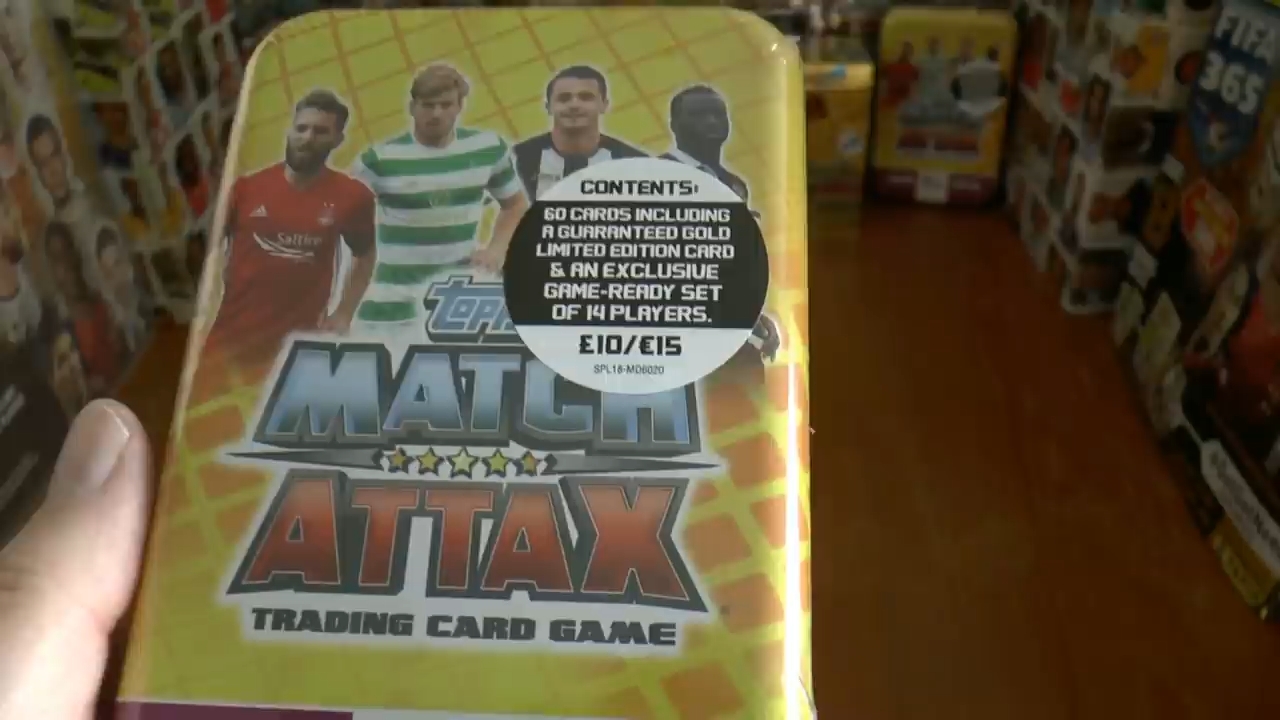 CONTENTS:
60 CARDS INCLUDING
A GUARANTEED GOLD
LIMITED EDITION CARD
& AN EXCLUSIVE
GAME-READY SET
OF 14 PLAYERS.
£10/€15
SPL18-MD6020
Saltire
MATCH
ATTAX
TRADING CARD GAME
FIFA
365